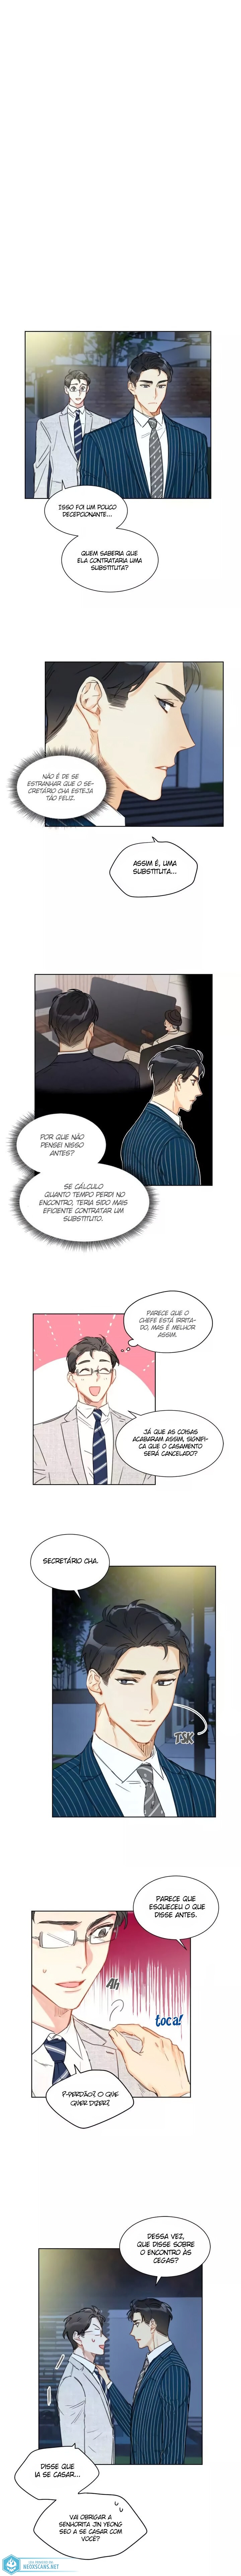 ISSO FOI UM POUCO
DECEPCIONANTE...
QUEM SABERIA QUE
ELA CONTRATARIA UMA
SUBSTITUTA?
NÃO É DE SE
ESTRANHAR QUE O SE-
CRETÁRIO CHA ESTEJA
TÃO FELIZ.
ASSIM É, UMA
SUBSTITUTA...
POR QUE NÃO
PENSEI NISSO
ANTES?
SE CÁLCULO
QUANTO TEMPO PERDI NO
ENCONTRO, TERIA SIDO MAIS
EFICIENTE CONTRATAR UM
SUBSTITUTO.
PARECE QUE O
CHEFE ESTÁ IRRITA-
DO, MAS É MELHOR
ASSIM.
JÁ QUE AS COISAS
ACABARAM ASSIM, SIGNIFI-
CA QUE O CASAMENTO
SERÁ CANCELADO?
SECRETÁRIO CHA.
TSK
PARECE QUE
ESQUECEU O QUE
DISSE ANTES.
Ah
toca!
P-PERDÃO?, O QUE
QUER DIZER?
DESSA VEZ,
QUE DISSE SOBRE
O ENCONTRO ÀS
CEGAS?
DISSE QUE
IA SE CASAR...
VAI OBRIGAR A
SENHORITA JIN YEONG
SEO A SE CASAR COM
VOCÊ?
NEOXSCANS.NET